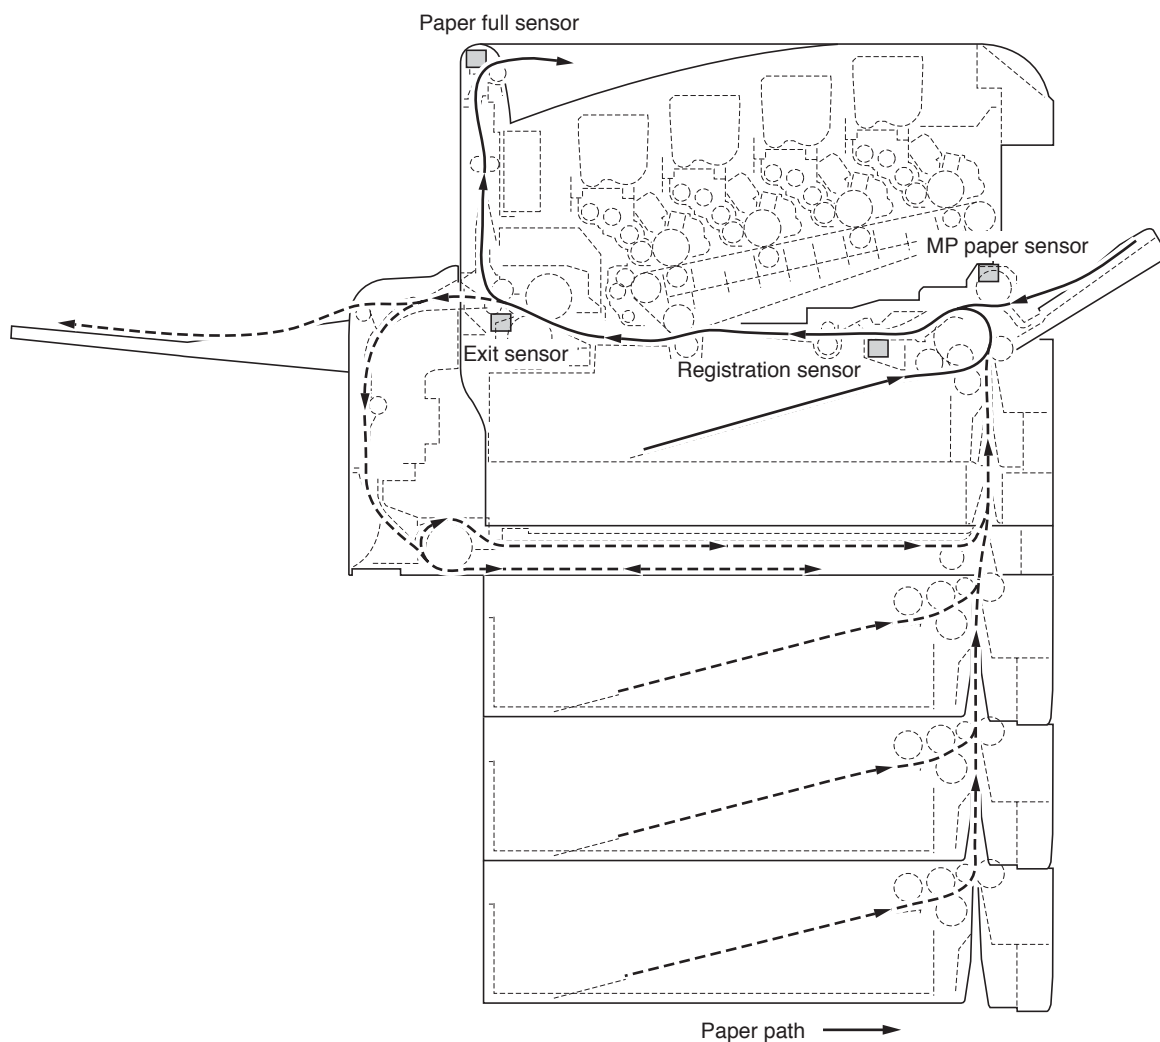 Paper full sensor
MP paper sensor
Exit sensor
Registration sensor
Paper path